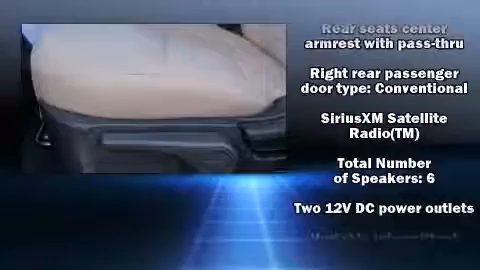 Rear seats center
armrest with pass-thru
Right rear passenger
door type: Conventional
SiriusXM Satellite
Radio(TM)
Total Number
of Speakers: 6
Two 12V DC power outlets